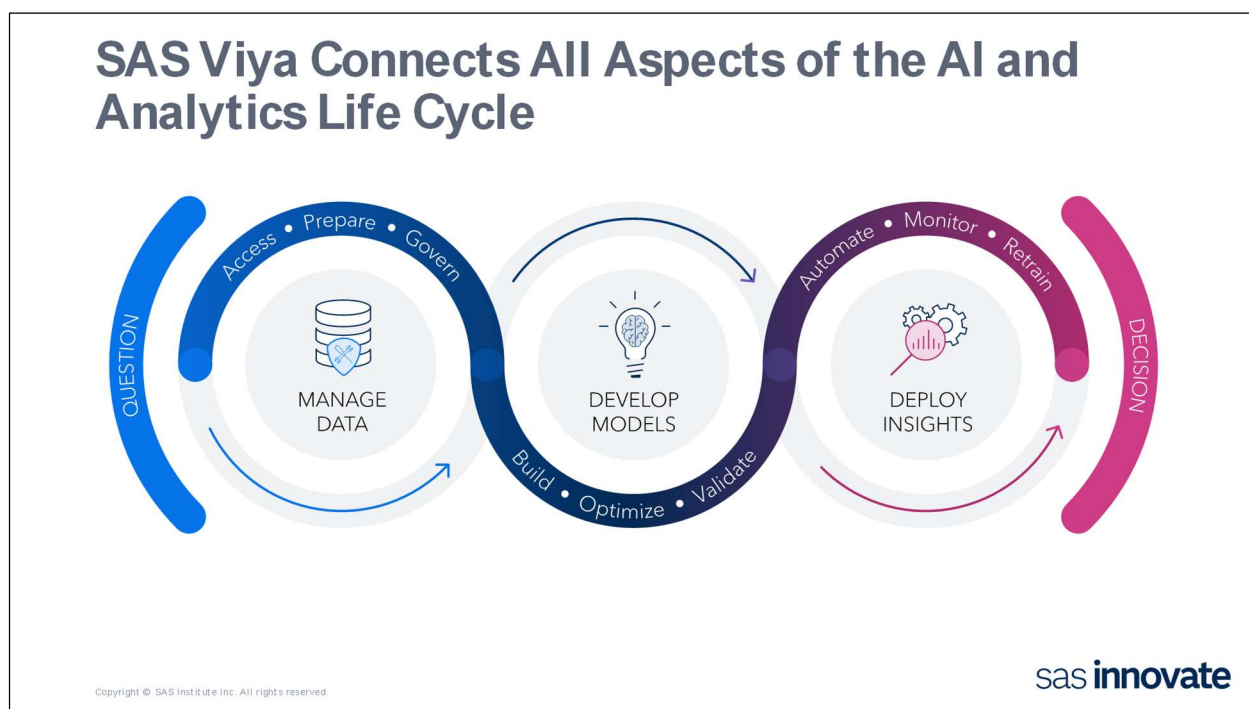 SAS Viya Connects All Aspects of the AI and
Analytics Life Cycle
QUESTION
Access • Prepare • Govern
MANAGE
DATA
Build • Optimize • Validate
DEVELOP
MODELS
Automate • Monitor • Retrain
DEPLOY
INSIGHTS
DECISION
Copyright © SAS Institute Inc. All rights reserved.
sas innovate